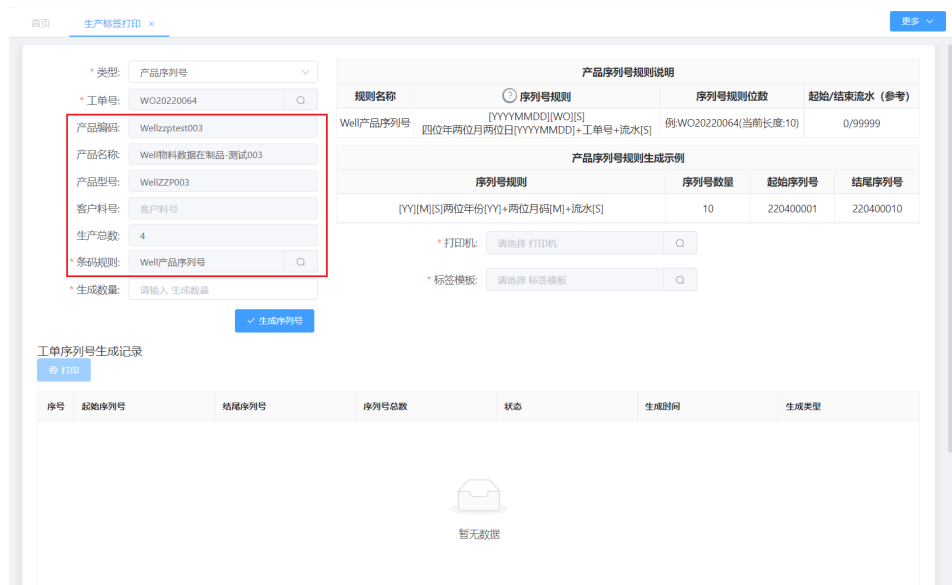 首页 生产标签打印 × 更多
* 类型: 产品序列号
* 工单号: WO20220064
产品编码: Wellzzptest003
产品名称: Well物料数据在制品-测试003
产品型号: WellZZP003
客户料号: 客户料号
生产总数: 4
* 条码规则: Well产品序列号
* 生成数量: 请输入 生成数量
✓ 生成序列号
产品序列号规则说明
规则名称 ? 序列号规则 序列号规则位数 起始/结束流水（参考）
Well产品序列号 [YYYYMMDD][WO][S] 例:WO20220064(当前长度:10) 0/99999
四位年两位月两位日[YYYYMMDD]+工单号+流水[S]
产品序列号规则生成示例
序列号规则 序列号数量 起始序列号 结尾序列号
[YY][M][S]两位年份[YY]+两位月码[M]+流水[S] 10 220400001 220400010
* 打印机: 请选择 打印机
* 标签模板: 请选择 标签模板
工单序列号生成记录
打印
序号 起始序列号 结尾序列号 序列号总数 状态 生成时间 生成类型
暂无数据